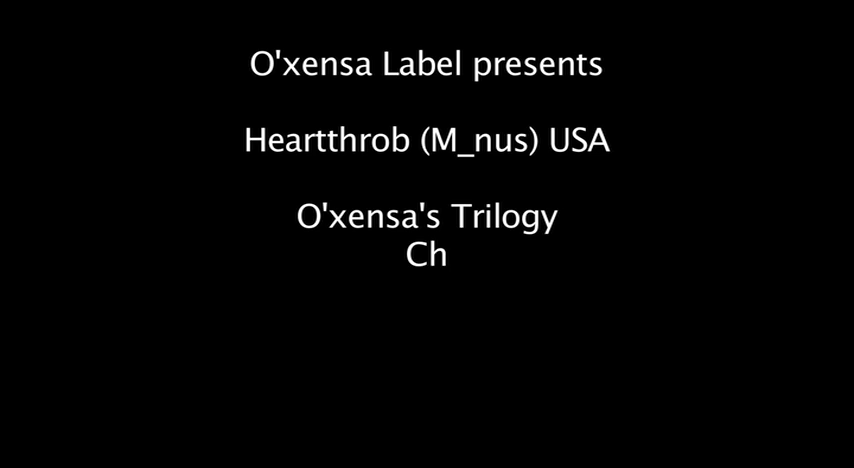 O'xensa Label presents
Heartthrob (M_nus) USA
O'xensa's Trilogy
Ch